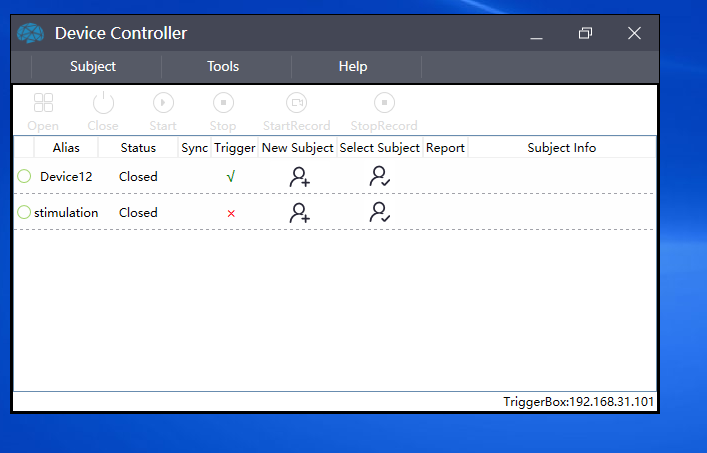 Device Controller
Subject Tools Help
Open Close Start Stop StartRecord StopRecord
Alias Status Sync Trigger New Subject Select Subject Report Subject Info
Device12 Closed √
stimulation Closed ×
TriggerBox:192.168.31.101